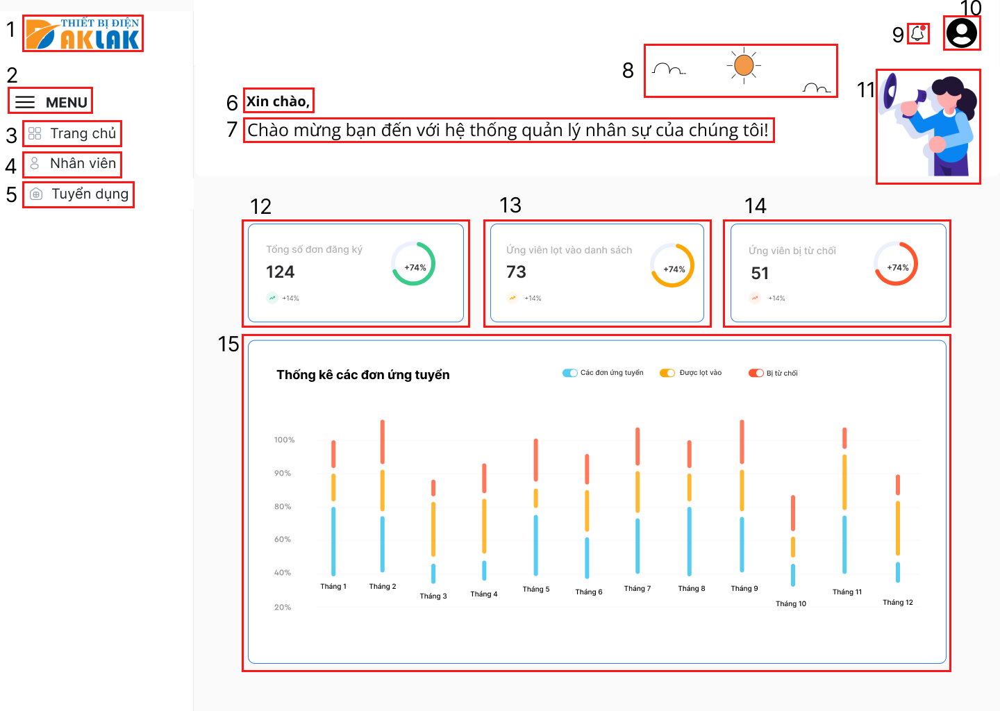 10
1
THIẾT BỊ ĐIỆN
ĐAKLAK
9
8
2
MENU
11
6
Xin chào,
3
Trang chủ
7
Chào mừng bạn đến với hệ thống quản lý nhân sự của chúng tôi!
4
Nhân viên
5
Tuyển dụng
12
13
14
Tổng số đơn đăng ký
124
+74%
+14%
Ứng viên lọt vào danh sách
73
+74%
+14%
Ứng viên bị từ chối
51
+74%
+14%
15
Thống kê các đơn ứng tuyển
Các đơn ứng tuyển
Được lọt vào
Bị từ chối
100%
90%
80%
60%
40%
20%
Tháng 1
Tháng 2
Tháng 3
Tháng 4
Tháng 5
Tháng 6
Tháng 7
Tháng 8
Tháng 9
Tháng 10
Tháng 11
Tháng 12